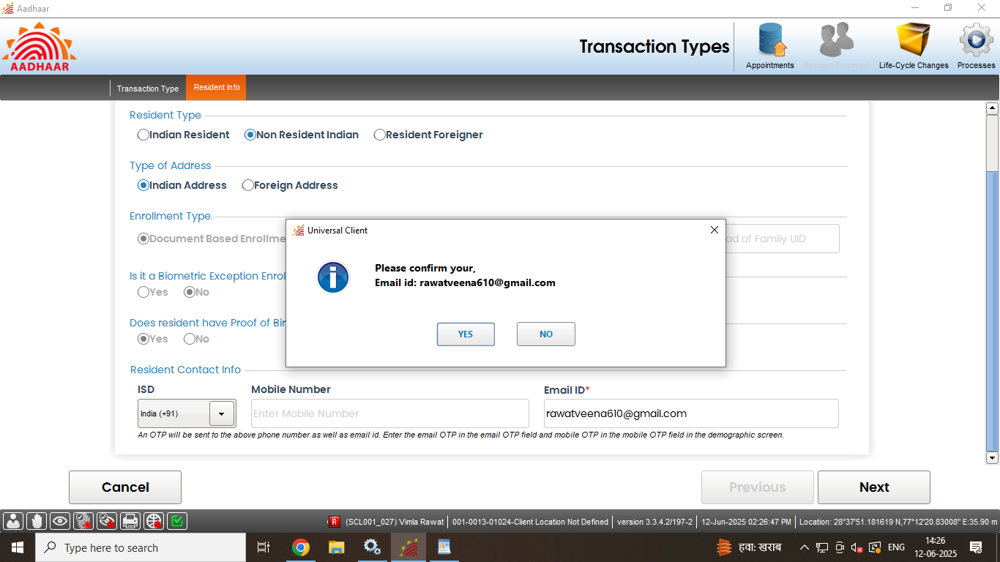 Aadhaar
AADHAAR
Transaction Types
Appointments
Resident Enrolment
Life-Cycle Changes
Processes
Transaction Type
Resident Info
Resident Type
Indian Resident
Non Resident Indian
Resident Foreigner
Type of Address
Indian Address
Foreign Address
Enrollment Type
Document Based Enrollme
ad of Family UID
Is it a Biometric Exception Enrol
Yes
No
Does resident have Proof of Bir
Yes
No
Universal Client
Please confirm your,
Email id: rawatveena610@gmail.com
YES
NO
Resident Contact Info
ISD
Mobile Number
Email ID*
India (+91)
Enter Mobile Number
rawatveena610@gmail.com
An OTP will be sent to the above phone number as well as email id. Enter the email OTP in the email OTP field and mobile OTP in the mobile OTP field in the demographic screen.
Cancel
Previous
Next
R
(SCL001_027) Vimla Rawat
001-0013-01024-Client Location Not Defined
version 3.3.4.2/197-2
12-Jun-2025 02:26:47 PM
Location: 28°37'51.181619 N,77°12'20.83008" E:35.90 m
Type here to search
हवा: खराब
ENG
14:26
12-06-2025